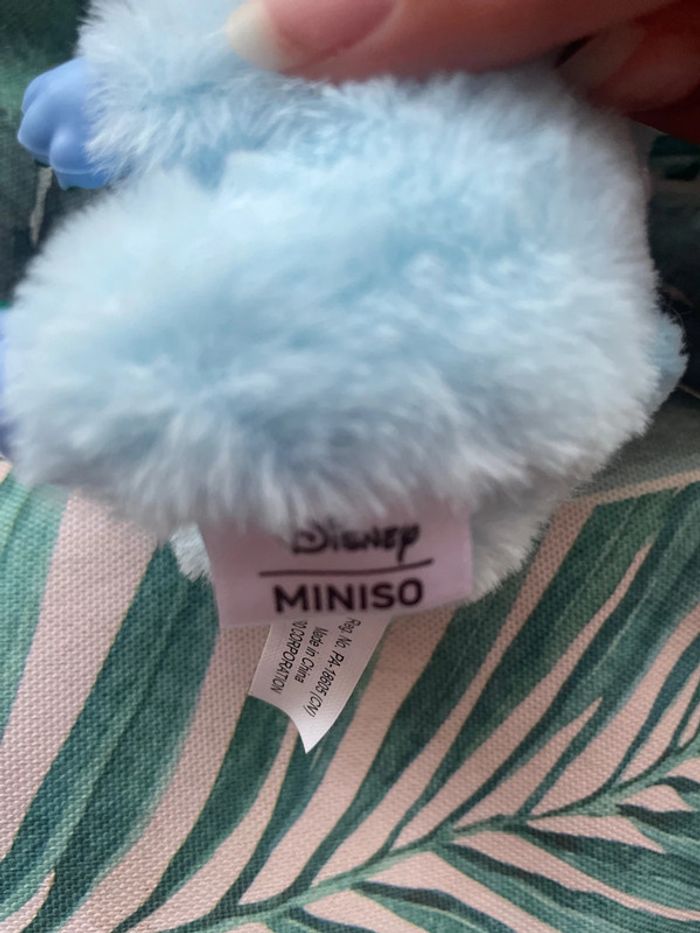 Disney
MINISO
Reg. No. PA-18605 (CN)
Made in China
CORPORATION